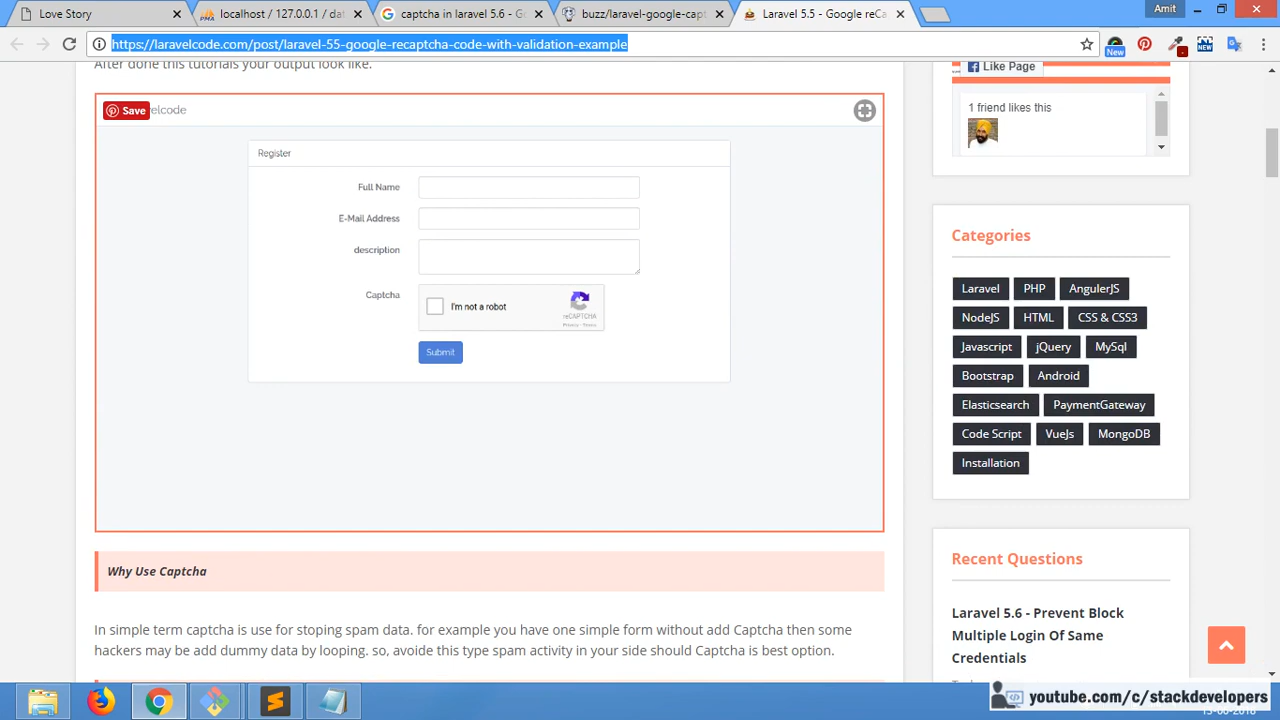 Love Story
localhost / 127.0.0.1 / dat
captcha in laravel 5.6 - Go
buzz/laravel-google-capt
Laravel 5.5 - Google reCa
Amit
https://laravelcode.com/post/laravel-55-google-recaptcha-code-with-validation-example
New
NEW
After done this tutorials your output look like.
Save
elcode
Register
Full Name
E-Mail Address
description
Captcha
I'm not a robot
reCAPTCHA
Privacy - Terms
Submit
Why Use Captcha
In simple term captcha is use for stoping spam data. for example you have one simple form without add Captcha then some
hackers may be add dummy data by looping. so, avoide this type spam activity in your side should Captcha is best option.
Like Page
1 friend likes this
Categories
Laravel PHP AngulerJS
NodeJS HTML CSS & CSS3
Javascript jQuery MySql
Bootstrap Android
Elasticsearch PaymentGateway
Code Script VueJs MongoDB
Installation
Recent Questions
Laravel 5.6 - Prevent Block
Multiple Login Of Same
Credentials
youtube.com/c/stackdevelopers